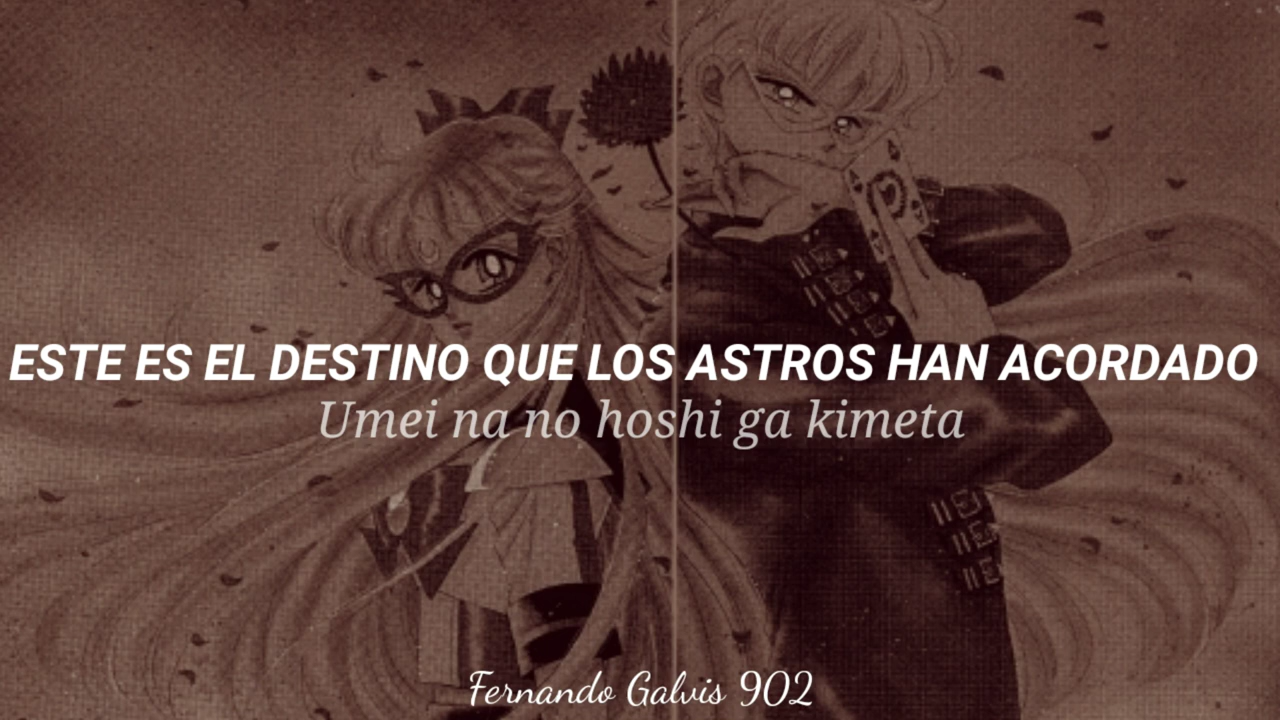 ESTE ES EL DESTINO QUE LOS ASTROS HAN ACORDADO
Umei na no hoshi ga kimeta
Fernando Galvis 902